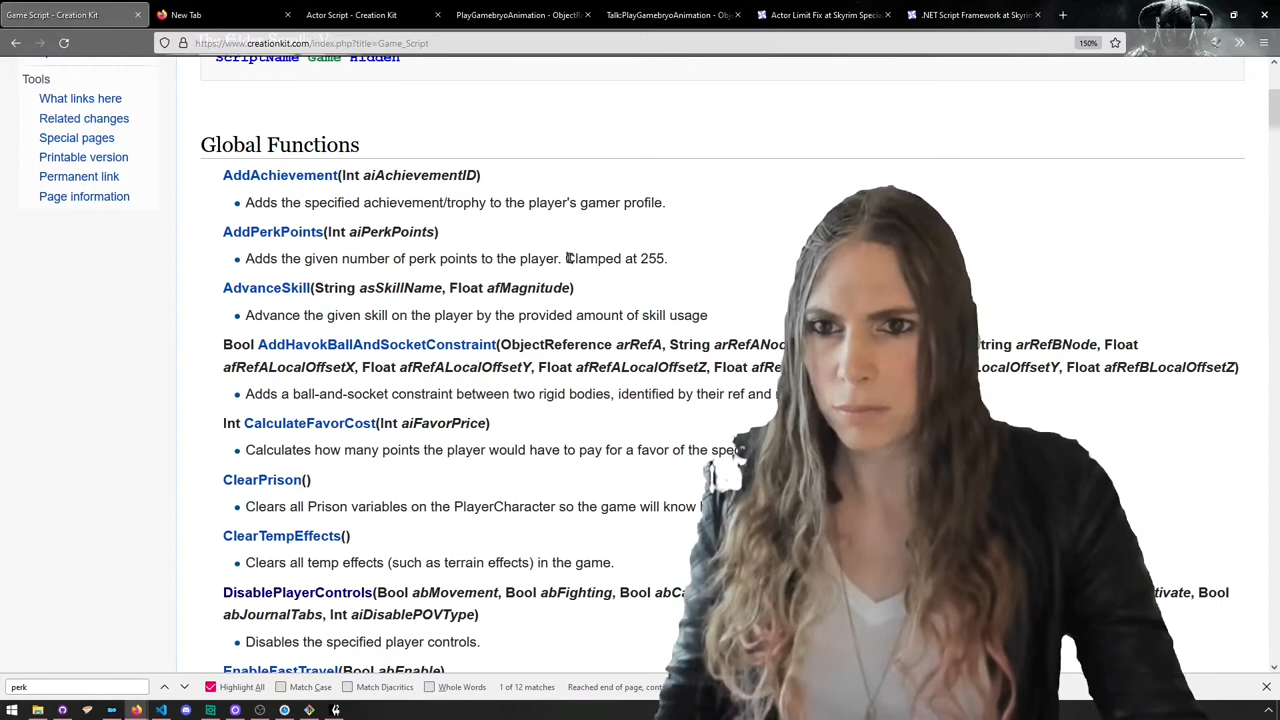 Game Script - Creation Kit
New Tab
Actor Script - Creation Kit
PlayGamebryoAnimation - ObjectR
Talk:PlayGamebryoAnimation - Obj
Actor Limit Fix at Skyrim Speci
.NET Script Framework at Skyrim
https://www.creationkit.com/index.php?title=Game_Script
150%
ScriptName Game Hidden
Tools
What links here
Related changes
Special pages
Printable version
Permanent link
Page information
Global Functions
AddAchievement(Int aiAchievementID)
Adds the specified achievement/trophy to the player's gamer profile.
AddPerkPoints(Int aiPerkPoints)
Adds the given number of perk points to the player. Clamped at 255.
AdvanceSkill(String asSkillName, Float afMagnitude)
Advance the given skill on the player by the provided amount of skill usage
Bool AddHavokBallAndSocketConstraint(ObjectReference arRefA, String arRefANod tring arRefBNode, Float
afRefALocalOffsetX, Float afRefALocalOffsetY, Float afRefALocalOffsetZ, Float afRe LocalOffsetY, Float afRefBLocalOffsetZ)
Adds a ball-and-socket constraint between two rigid bodies, identified by their ref and
Int CalculateFavorCost(Int aiFavorPrice)
Calculates how many points the player would have to pay for a favor of the spec
ClearPrison()
Clears all Prison variables on the PlayerCharacter so the game will know
ClearTempEffects()
Clears all temp effects (such as terrain effects) in the game.
DisablePlayerControls(Bool abMovement, Bool abFighting, Bool abCa tivate, Bool
abJournalTabs, Int aiDisablePOVType)
Disables the specified player controls.
EnableFastTravel(Bool abEnable)
perk
Highlight All
Match Case
Match Diacritics
Whole Words
1 of 12 matches
Reached end of page, cont